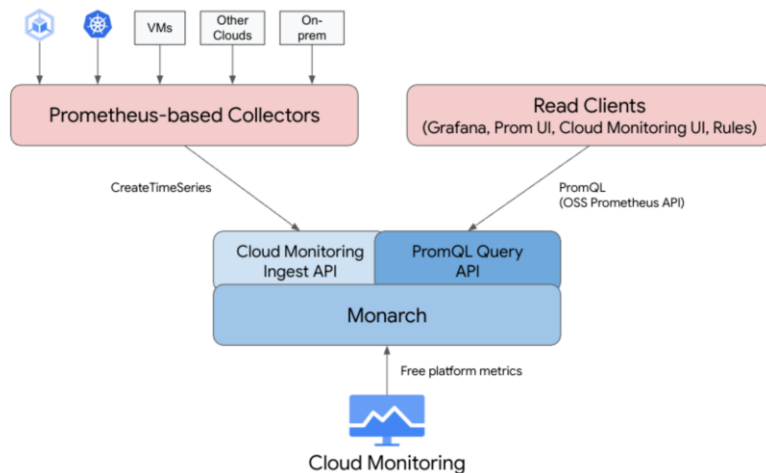 VMs
Other
Clouds
On-
prem
Prometheus-based Collectors
Read Clients
(Grafana, Prom UI, Cloud Monitoring UI, Rules)
CreateTimeSeries
PromQL
(OSS Prometheus API)
Cloud Monitoring
Ingest API
PromQL Query
API
Monarch
Free platform metrics
Cloud Monitoring